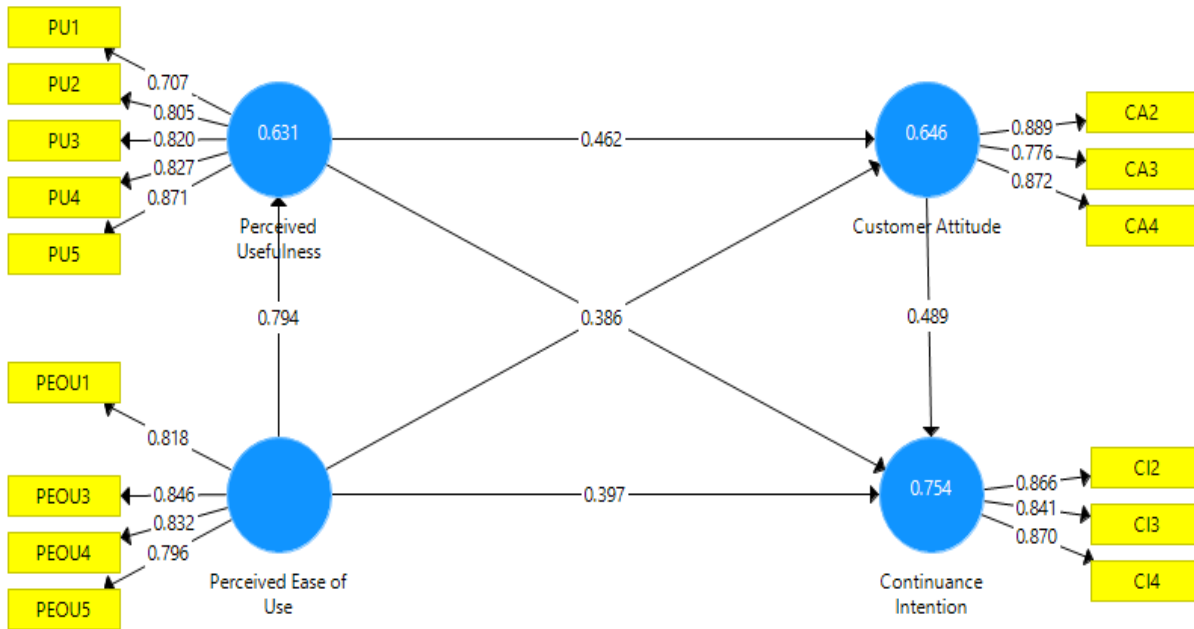 PU1
PU2
PU3
PU4
PU5
0.707
0.805
0.820
0.827
0.871
0.631
Perceived
Usefulness
0.462
0.646
Customer Attitude
0.889
0.776
0.872
CA2
CA3
CA4
0.794
0.386
0.489
PEOU1
PEOU3
PEOU4
PEOU5
0.818
0.846
0.832
0.796
Perceived Ease of
Use
0.397
0.754
Continuance
Intention
0.866
0.841
0.870
CI2
CI3
CI4